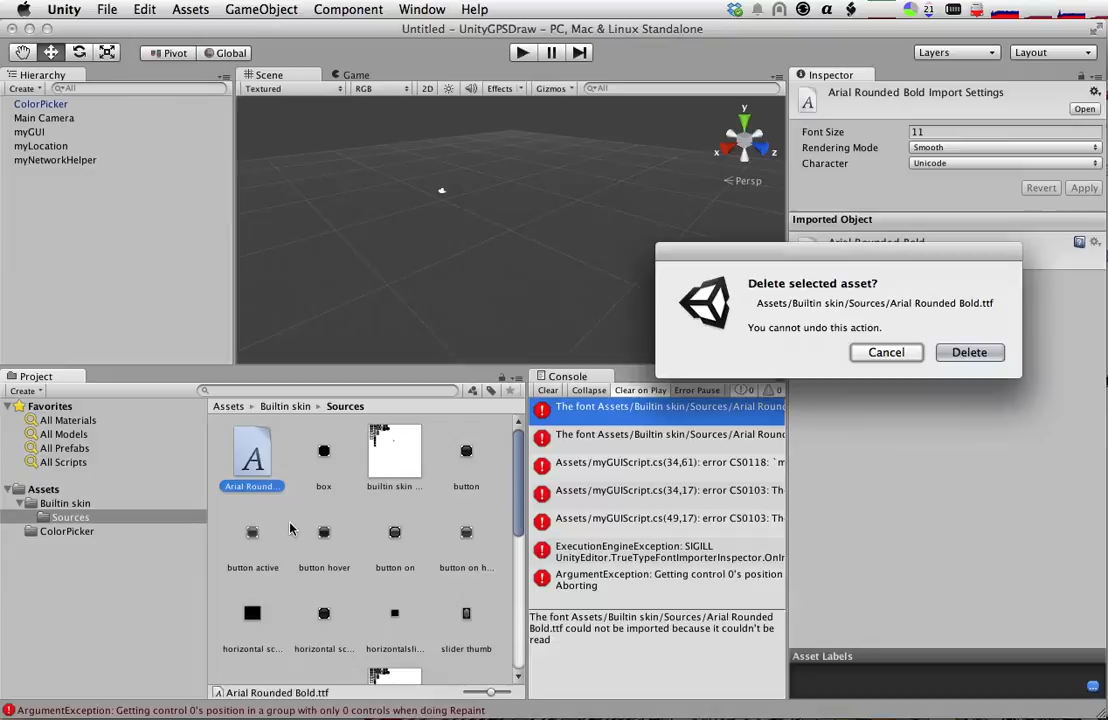 Unity File Edit Assets GameObject Component Window Help 21
Untitled - UnityGPSDraw - PC, Mac & Linux Standalone
Pivot Global Layers Layout
Hierarchy
Create All
ColorPicker
Main Camera
myGUI
myLocation
myNetworkHelper
Scene Game
Textured RGB 2D Effects Gizmos All
y
x z
Persp
Inspector
Arial Rounded Bold Import Settings
Open
Font Size 11
Rendering Mode Smooth
Character Unicode
Revert Apply
Imported Object
Arial Rounded Bold
Delete selected asset?
Assets/Builtin skin/Sources/Arial Rounded Bold.ttf
You cannot undo this action.
Cancel Delete
Project
Create
Favorites
All Materials
All Models
All Prefabs
All Scripts
Assets
Builtin skin
Sources
ColorPicker
Assets Builtin skin Sources
Arial Round... box builtin skin ... button
button active button hover button on button on h...
horizontal sc... horizontal sc... horizontalsli... slider thumb
Arial Rounded Bold.ttf
Console
Clear Collapse Clear on Play Error Pause 0 0
The font Assets/Builtin skin/Sources/Arial Round
The font Assets/Builtin skin/Sources/Arial Round
Assets/myGUIScript.cs(34,61): error CS0118: `m
Assets/myGUIScript.cs(34,17): error CS0103: Th
Assets/myGUIScript.cs(49,17): error CS0103: Th
ExecutionEngineException: SIGILL
UnityEditor.TrueTypeFontImporterInspector.OnIn
ArgumentException: Getting control 0's position
Aborting
The font Assets/Builtin skin/Sources/Arial Rounded
Bold.ttf could not be imported because it couldn't be
read
Asset Labels
ArgumentException: Getting control 0's position in a group with only 0 controls when doing Repaint